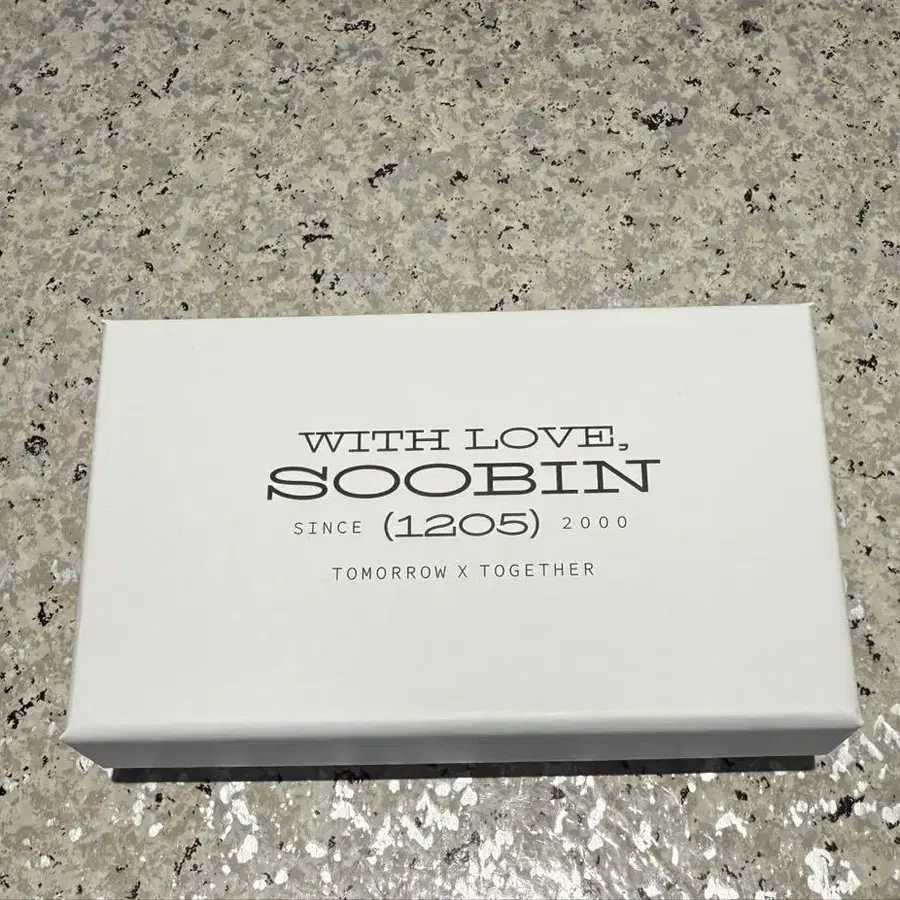 WITH LOVE,
SOOBIN
SINCE (1205) 2000
TOMORROW X TOGETHER